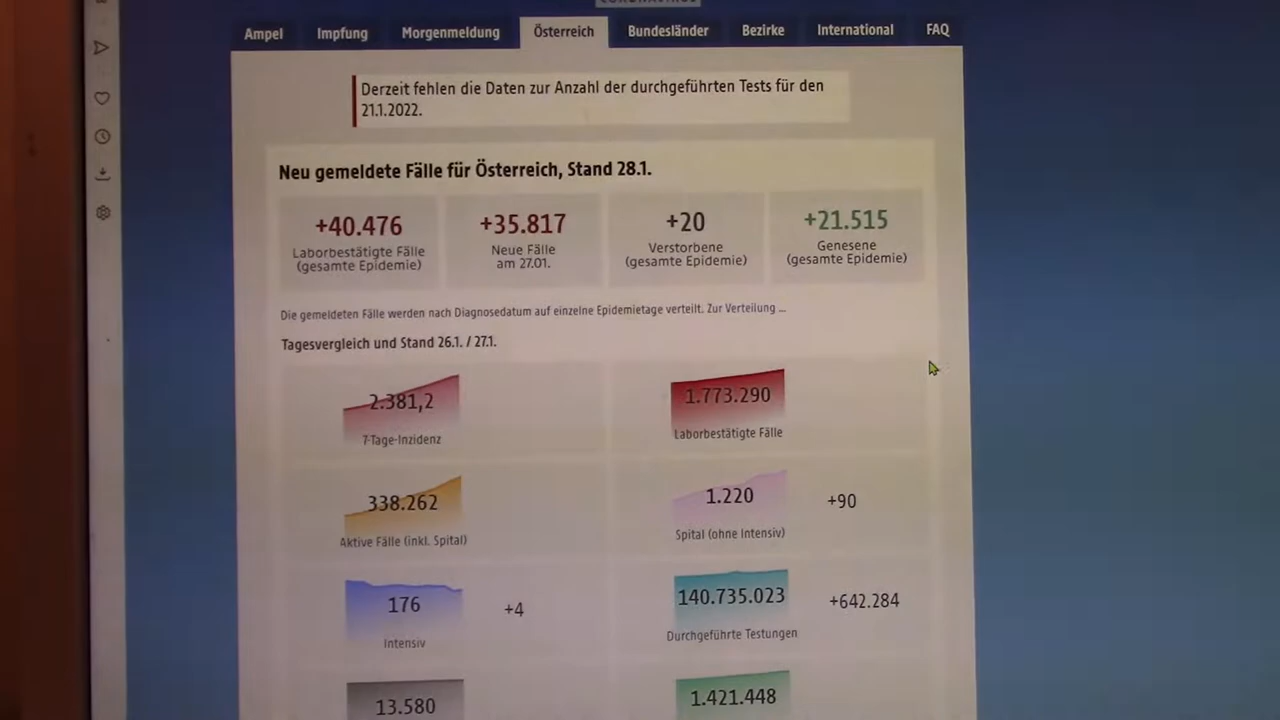 Ampel Impfung Morgenmeldung Österreich Bundesländer Bezirke International FAQ
Derzeit fehlen die Daten zur Anzahl der durchgeführten Tests für den
21.1.2022.
Neu gemeldete Fälle für Österreich, Stand 28.1.
+40.476
Laborbestätigte Fälle
(gesamte Epidemie)
+35.817
Neue Fälle
am 27.01.
+20
Verstorbene
(gesamte Epidemie)
+21.515
Genesene
(gesamte Epidemie)
Die gemeldeten Fälle werden nach Diagnosedatum auf einzelne Epidemietage verteilt. Zur Verteilung ...
Tagesvergleich und Stand 26.1. / 27.1.
2.381,2
7-Tage-Inzidenz
1.773.290
Laborbestätigte Fälle
338.262
Aktive Fälle (inkl. Spital)
1.220 +90
Spital (ohne Intensiv)
176 +4
Intensiv
140.735.023 +642.284
Durchgeführte Testungen
13.580
1.421.448